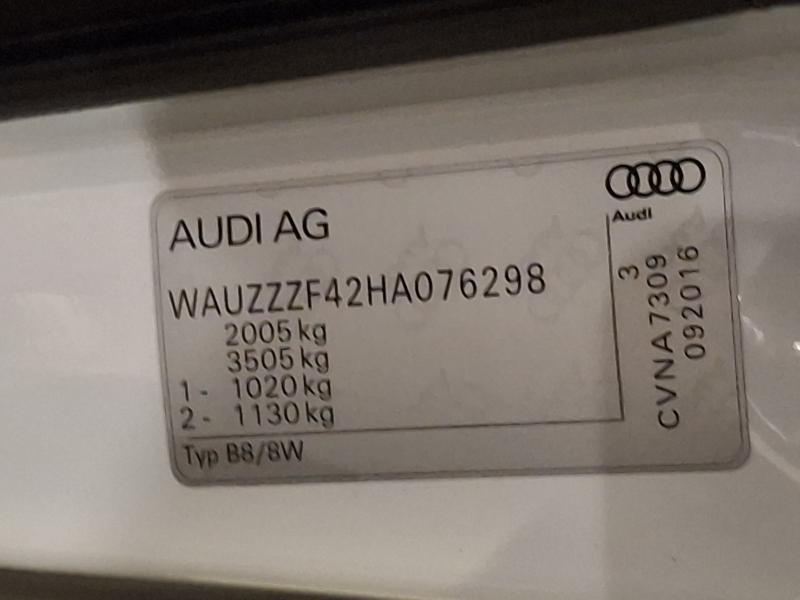 AUDI AG
WAUZZZF42HA076298
2005 kg
3505 kg
1- 1020 kg
2- 1130 kg
Typ B8/8W
Audi
3
CVNA7309
092016